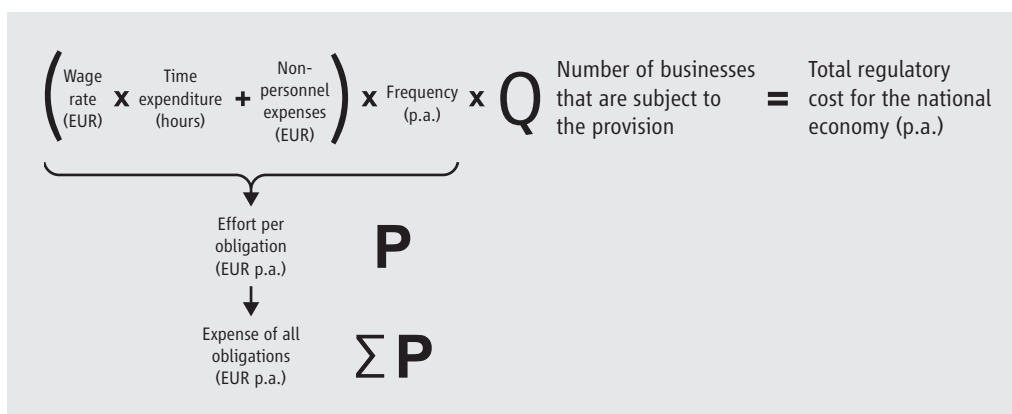 (Wage rate (EUR) x Time expenditure (hours) + Non-personnel expenses (EUR)) x Frequency (p.a.) x Q Number of businesses that are subject to the provision = Total regulatory cost for the national economy (p.a.)
Effort per
obligation
(EUR p.a.)
P
Expense of all
obligations
(EUR p.a.)
∑ P